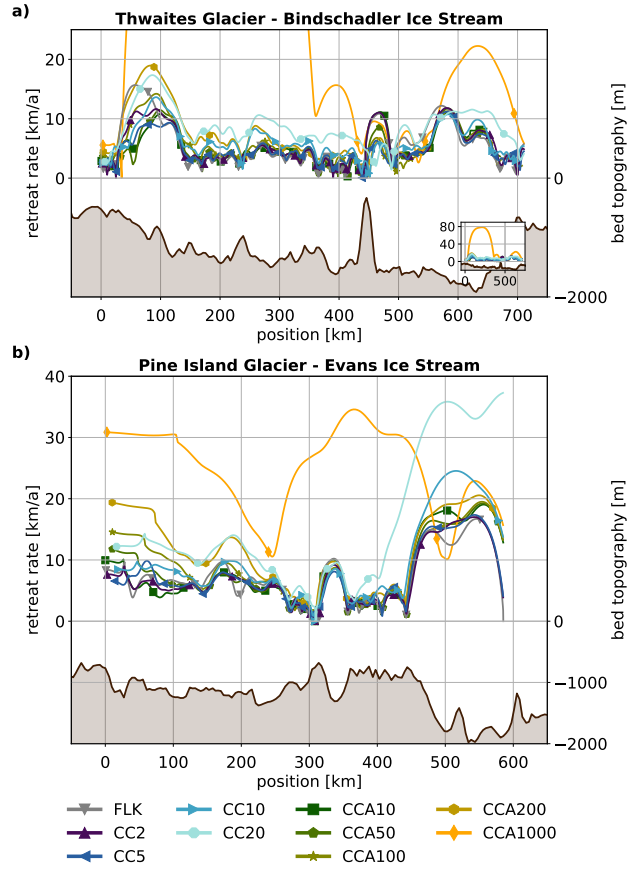 a)
Thwaites Glacier - Bindschadler Ice Stream
retreat rate [km/a]
20
10
0
0
−2000
bed topography [m]
80
40
0
0
500
0
100
200
300
400
500
600
700
position [km]
b)
Pine Island Glacier - Evans Ice Stream
retreat rate [km/a]
40
30
20
10
0
0
−1000
−2000
bed topography [m]
0
100
200
300
400
500
600
position [km]
FLK
CC10
CCA10
CCA200
CC2
CC20
CCA50
CCA1000
CC5
CCA100